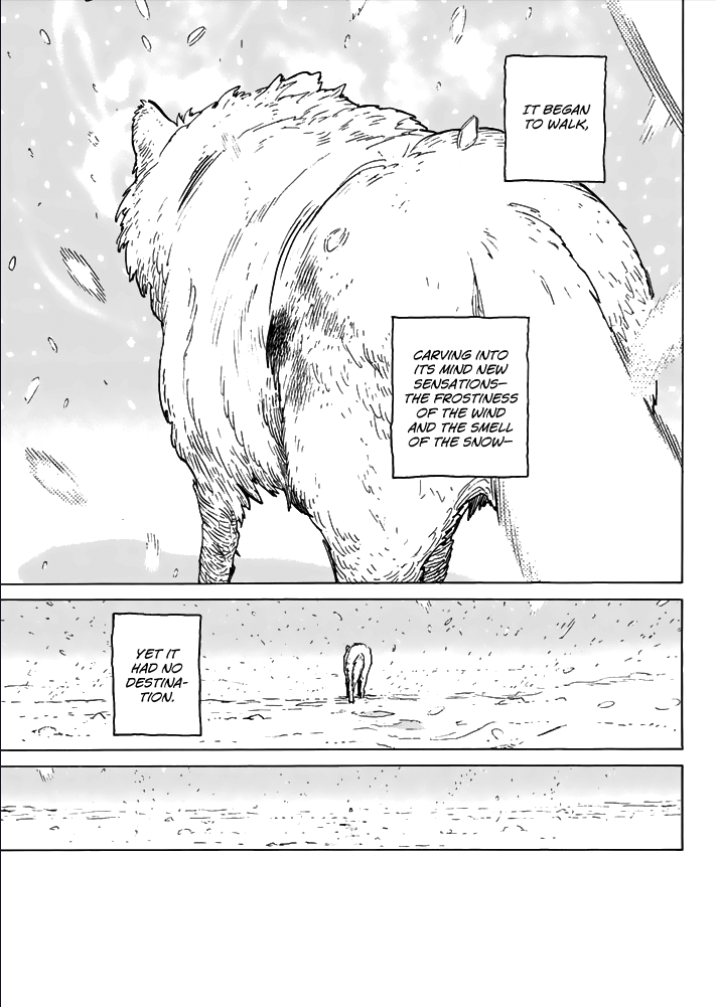 IT BEGAN
TO WALK,
CARVING INTO
ITS MIND NEW
SENSATIONS—
THE FROSTINESS
OF THE WIND
AND THE SMELL
OF THE SNOW—
YET IT
HAD NO
DESTINA-
TION.